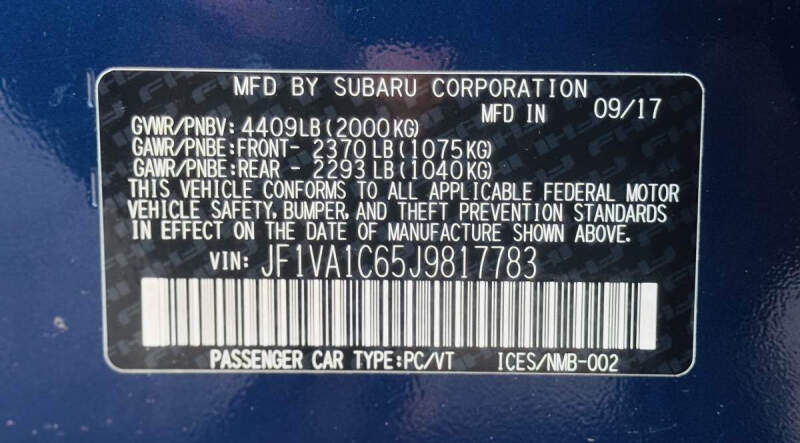 MFD BY SUBARU CORPORATION
MFD IN 09/17
GVWR/PNBV: 4409LB(2000KG)
GAWR/PNBE:FRONT- 2370LB(1075KG)
GAWR/PNBE:REAR - 2293LB(1040KG)
THIS VEHICLE CONFORMS TO ALL APPLICABLE FEDERAL MOTOR
VEHICLE SAFETY, BUMPER, AND THEFT PREVENTION STANDARDS
IN EFFECT ON THE DATE OF MANUFACTURE SHOWN ABOVE.
VIN: JF1VA1C65J9817783
PASSENGER CAR TYPE:PC/VT ICES/NMB-002